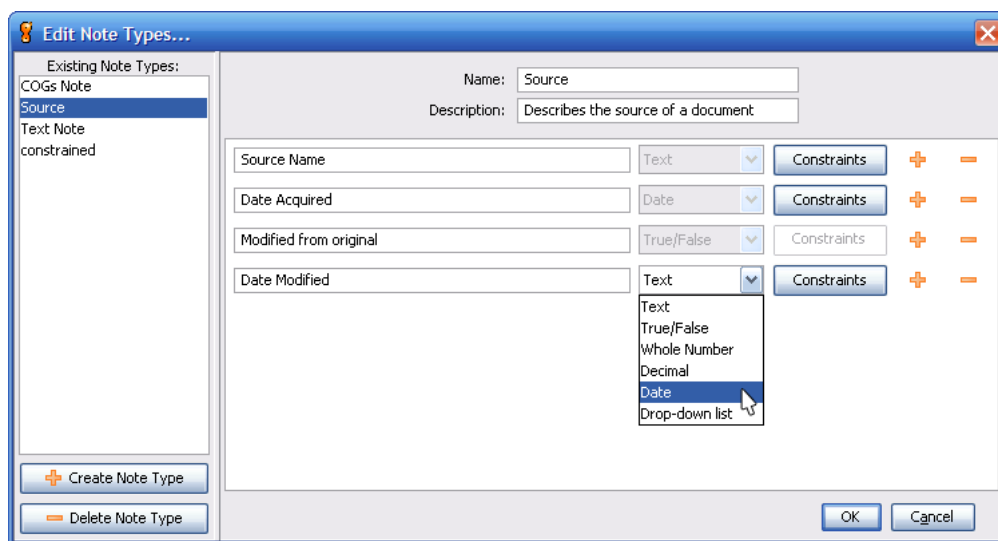 Edit Note Types...
Existing Note Types:
COGs Note
Source
Text Note
constrained
Create Note Type
Delete Note Type
Name: Source
Description: Describes the source of a document
Source Name Text Constraints
Date Acquired Date Constraints
Modified from original True/False Constraints
Date Modified Text Constraints
Text
True/False
Whole Number
Decimal
Date
Drop-down list
OK Cancel